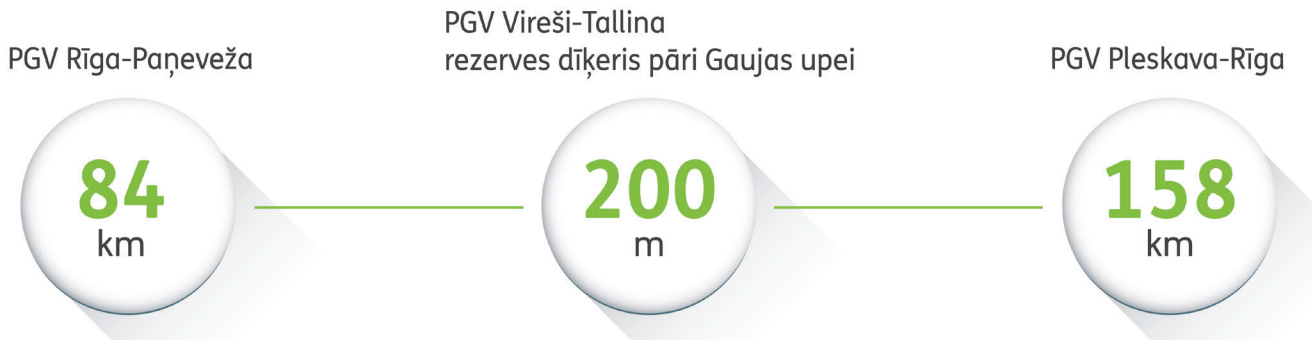 PGV Rīga-Paņeveža
84
km
PGV Vireši-Tallina
rezerves dīķeris pāri Gaujas upei
200
m
PGV Pleskava-Rīga
158
km